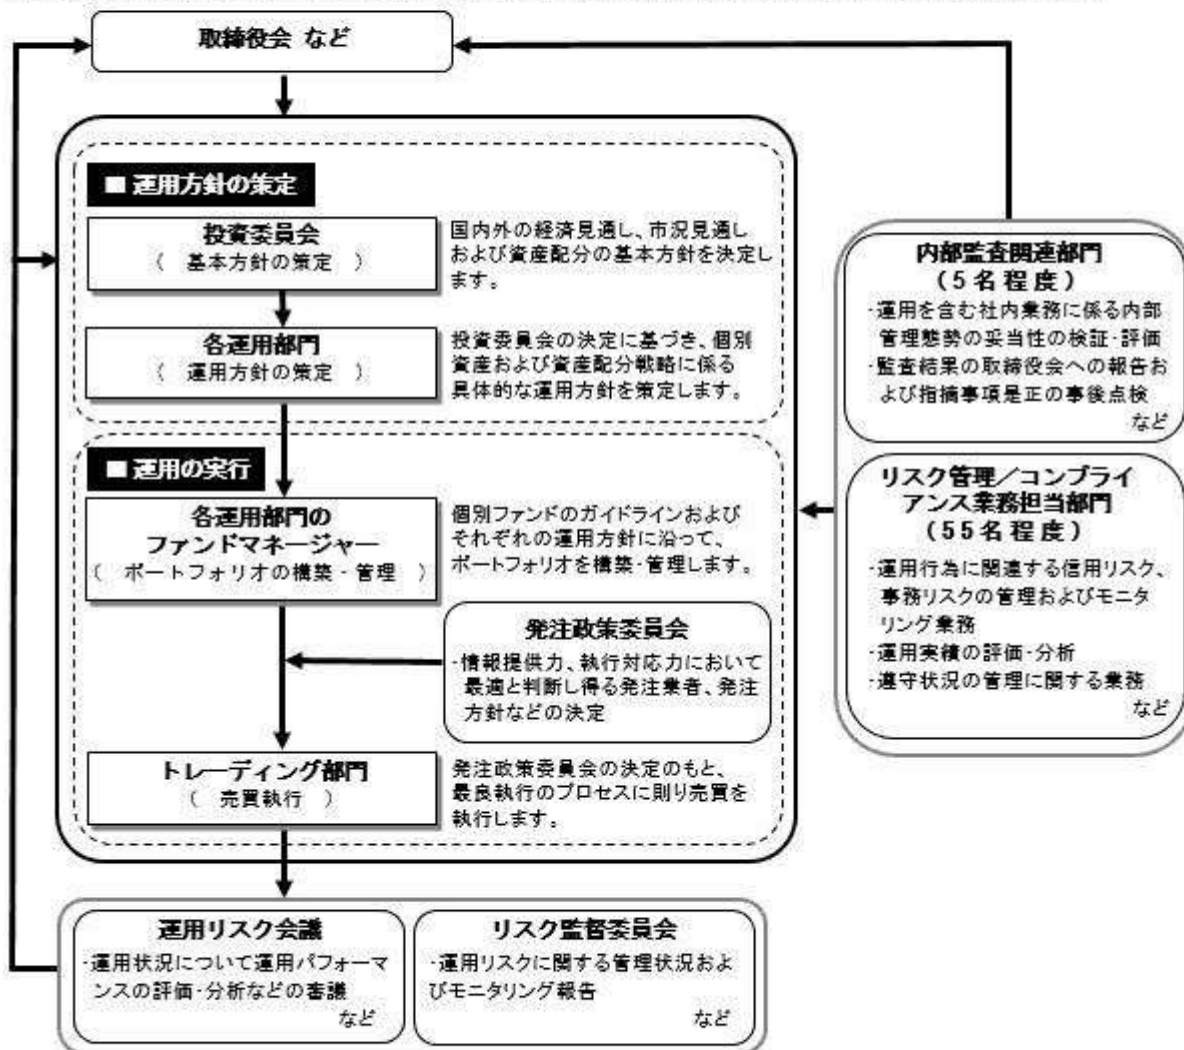 取締役会 など
■ 運用方針の策定
投資委員会
（ 基本方針の策定 ）
国内外の経済見通し、市況見通し
および資産配分の基本方針を決定し
ます。
各運用部門
（ 運用方針の策定 ）
投資委員会の決定に基づき、個別
資産および資産配分戦略に係る
具体的な運用方針を策定します。
■ 運用の実行
各運用部門の
ファンドマネージャー
（ ポートフォリオの構築・管理 ）
個別ファンドのガイドラインおよび
それぞれの運用方針に沿って、
ポートフォリオを構築・管理します。
発注政策委員会
・情報提供力、執行対応力において
最適と判断し得る発注業者、発注
方針などの決定
トレーディング部門
（ 売買執行 ）
発注政策委員会の決定のもと、
最良執行のプロセスに則り売買を
執行します。
内部監査関連部門
（５名程度）
・運用を含む社内業務に係る内部
管理態勢の妥当性の検証・評価
・監査結果の取締役会への報告お
よび指摘事項是正の事後点検
など
リスク管理／コンプライ
アンス業務担当部門
（５５名程度）
・運用行為に関連する信用リスク、
事務リスクの管理およびモニタ
リング業務
・運用実績の評価・分析
・遵守状況の管理に関する業務
など
運用リスク会議
・運用状況について運用パフォーマ
ンスの評価・分析などの審議
など
リスク監督委員会
・運用リスクに関する管理状況およ
びモニタリング報告
など